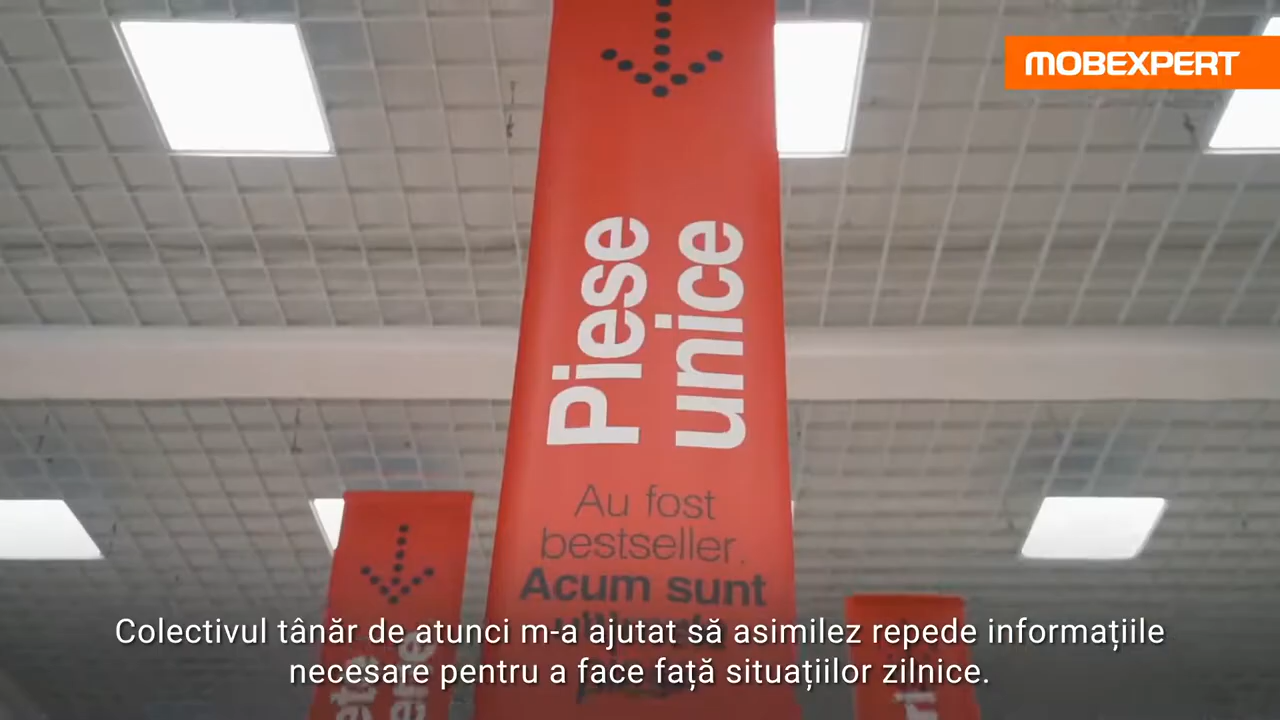 MOBEXPERT
Piese
unice
Au fost
bestseller.
Acum sunt
Colectivul tânăr de atunci m-a ajutat să asimilez repede informațiile
necesare pentru a face față situațiilor zilnice.